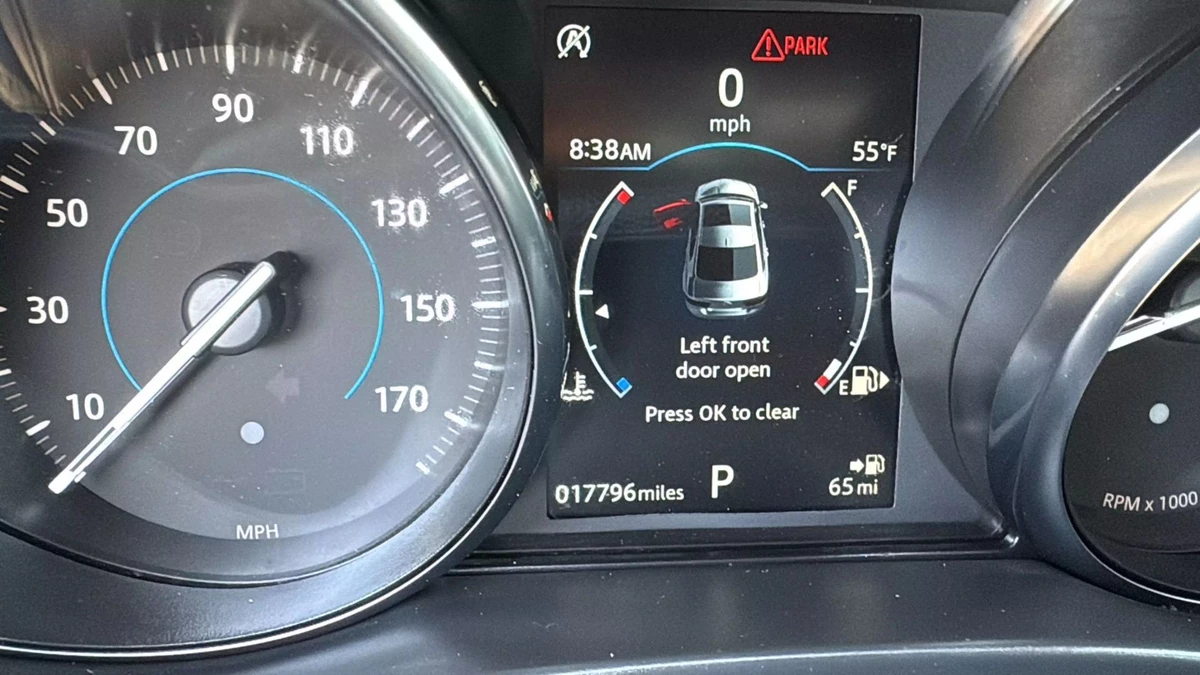 10
30
50
70
90
110
130
150
170
MPH
PARK
0
mph
8:38AM
55°F
F
Left front
door open
E
Press OK to clear
017796miles
P
65 mi
RPM x 1000